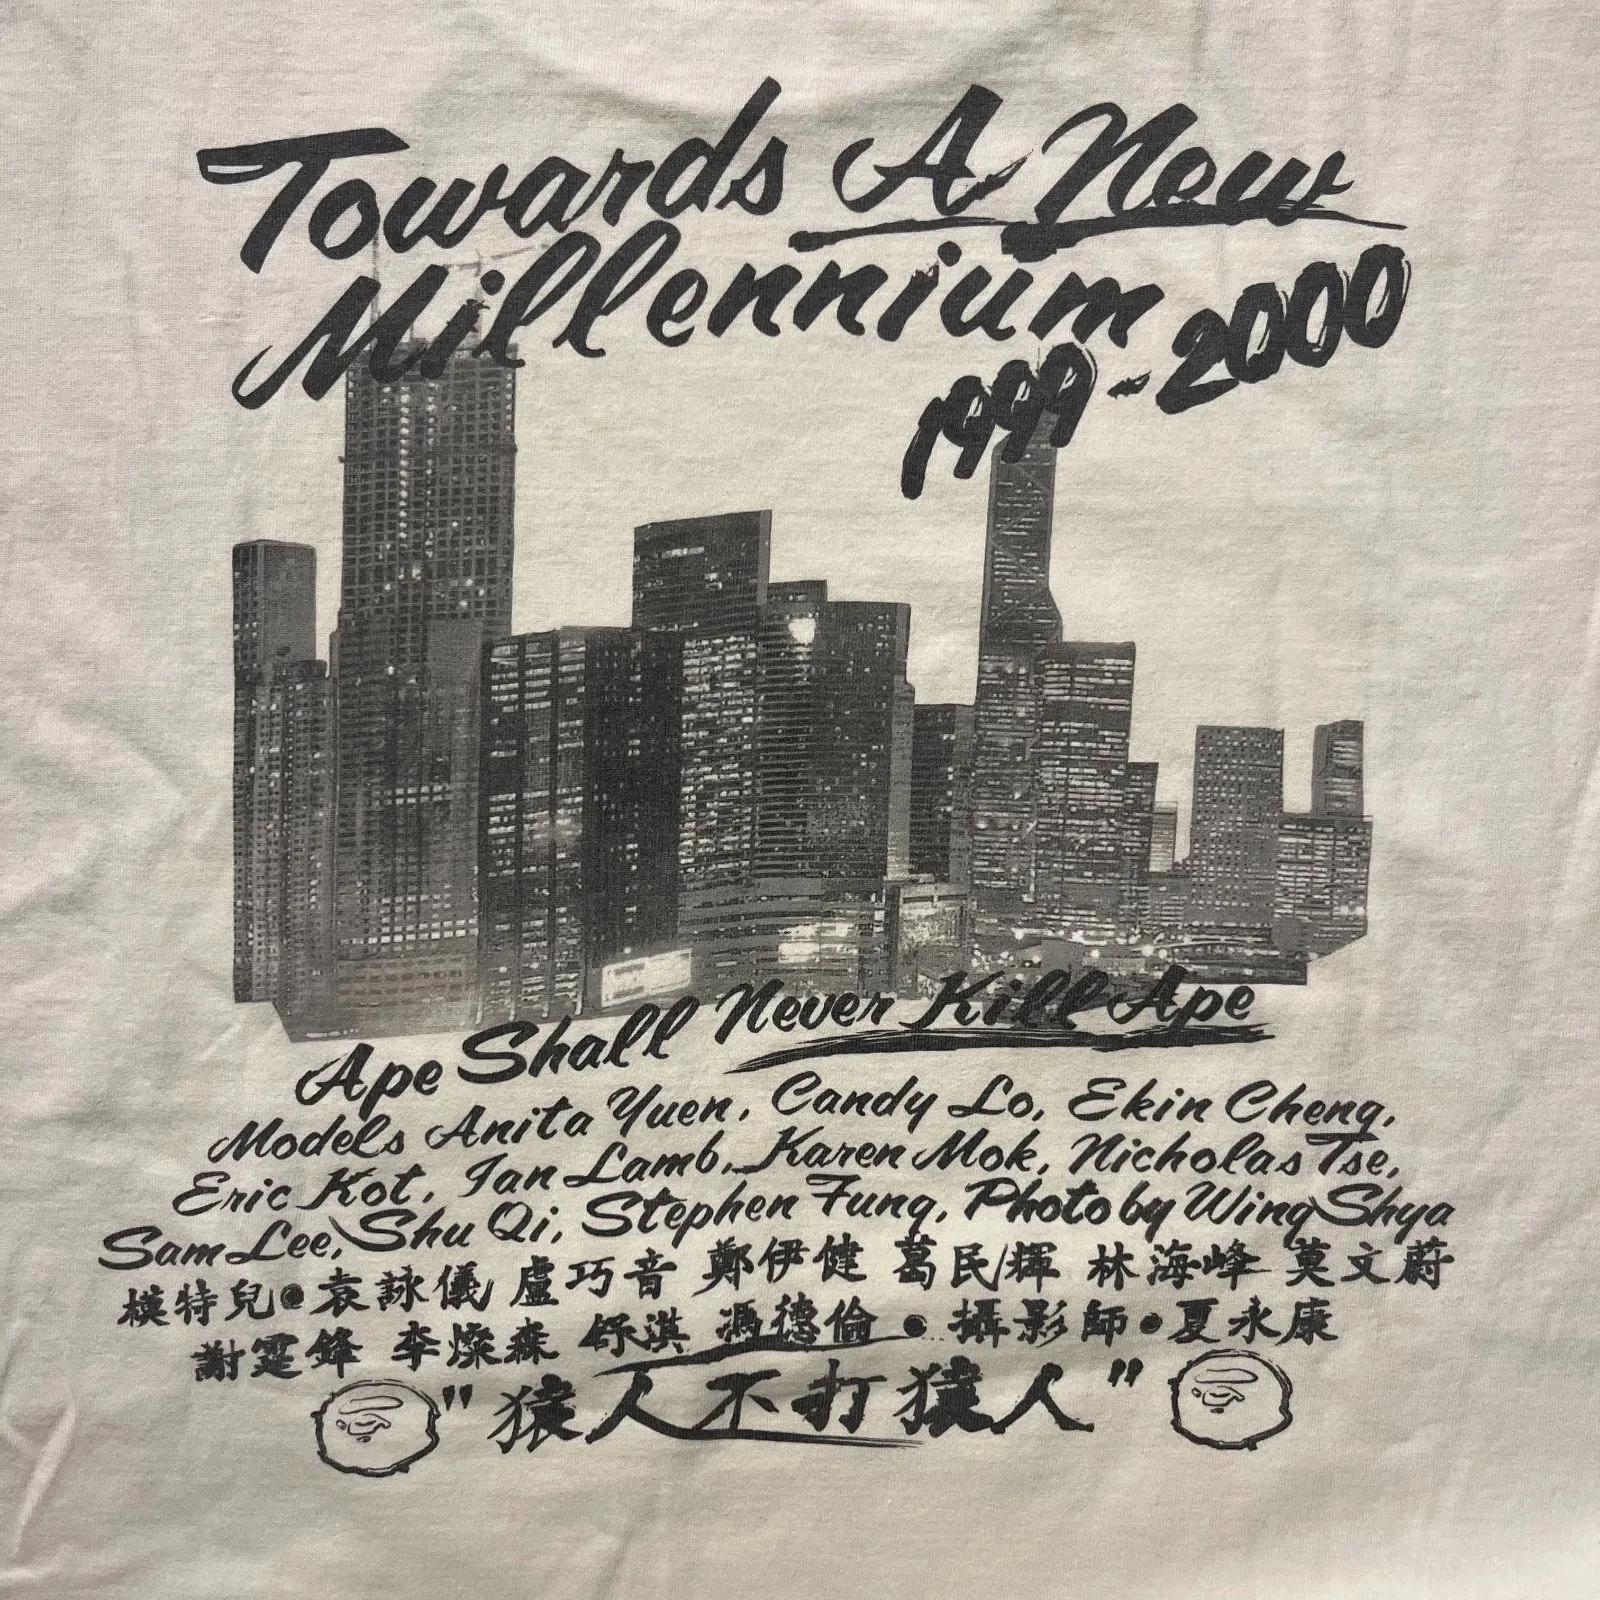 Towards A New
Millennium
1999-2000
Ape Shall Never Kill Ape
Models Anita Yuen, Candy Lo, Ekin Cheng,
Eric Kot, Ian Lamb, Karen Mok, Nicholas Tse,
Sam Lee, Shu Qi, Stephen Fung, Photo by Wing Shya
模特兒●袁詠儀 盧巧音 鄭伊健 葛民輝 林海峰 莫文蔚
謝霆鋒 李燦森 舒淇 馮德倫●攝影師●夏永康
"猿人不打猿人"